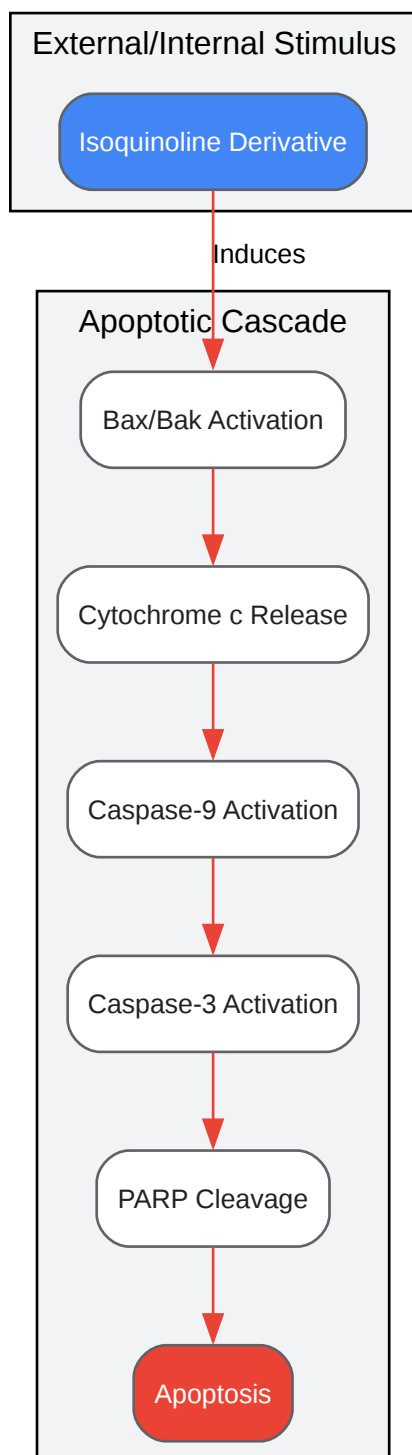 External/Internal Stimulus
Isoquinoline Derivative
Induces
Apoptotic Cascade
Bax/Bak Activation
Cytochrome c Release
Caspase-9 Activation
Caspase-3 Activation
PARP Cleavage
Apoptosis